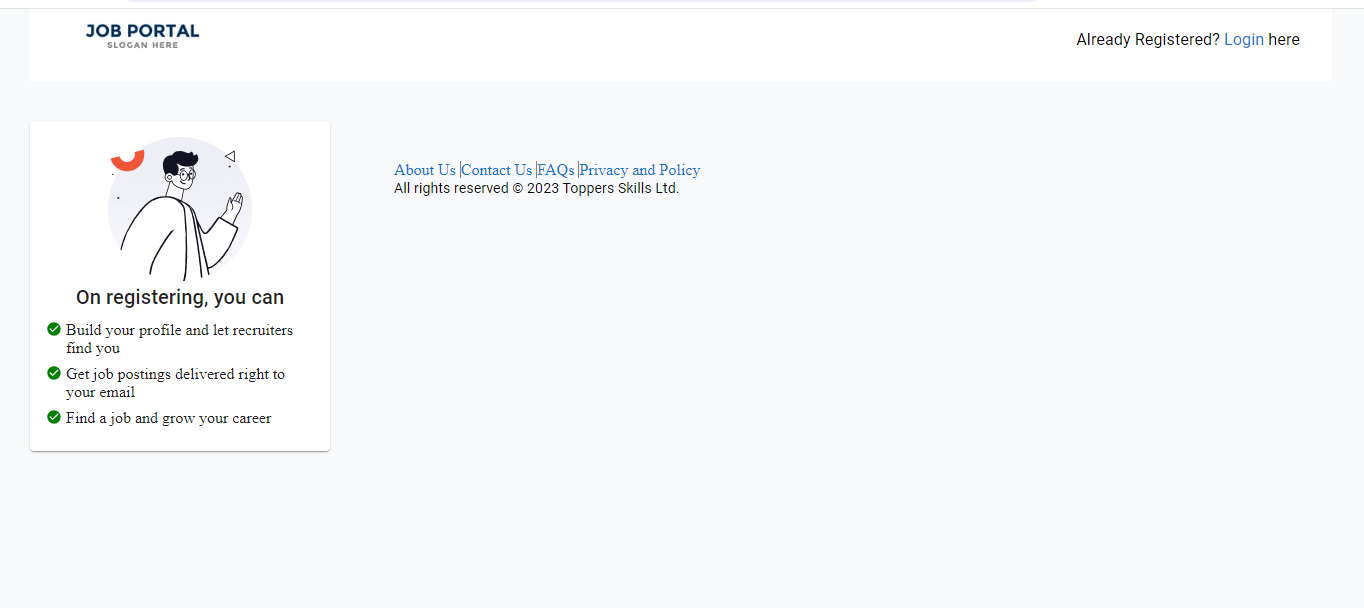 JOB PORTAL
SLOGAN HERE
Already Registered? Login here
On registering, you can
Build your profile and let recruiters
find you
Get job postings delivered right to
your email
Find a job and grow your career
About Us |Contact Us |FAQs |Privacy and Policy
All rights reserved © 2023 Toppers Skills Ltd.